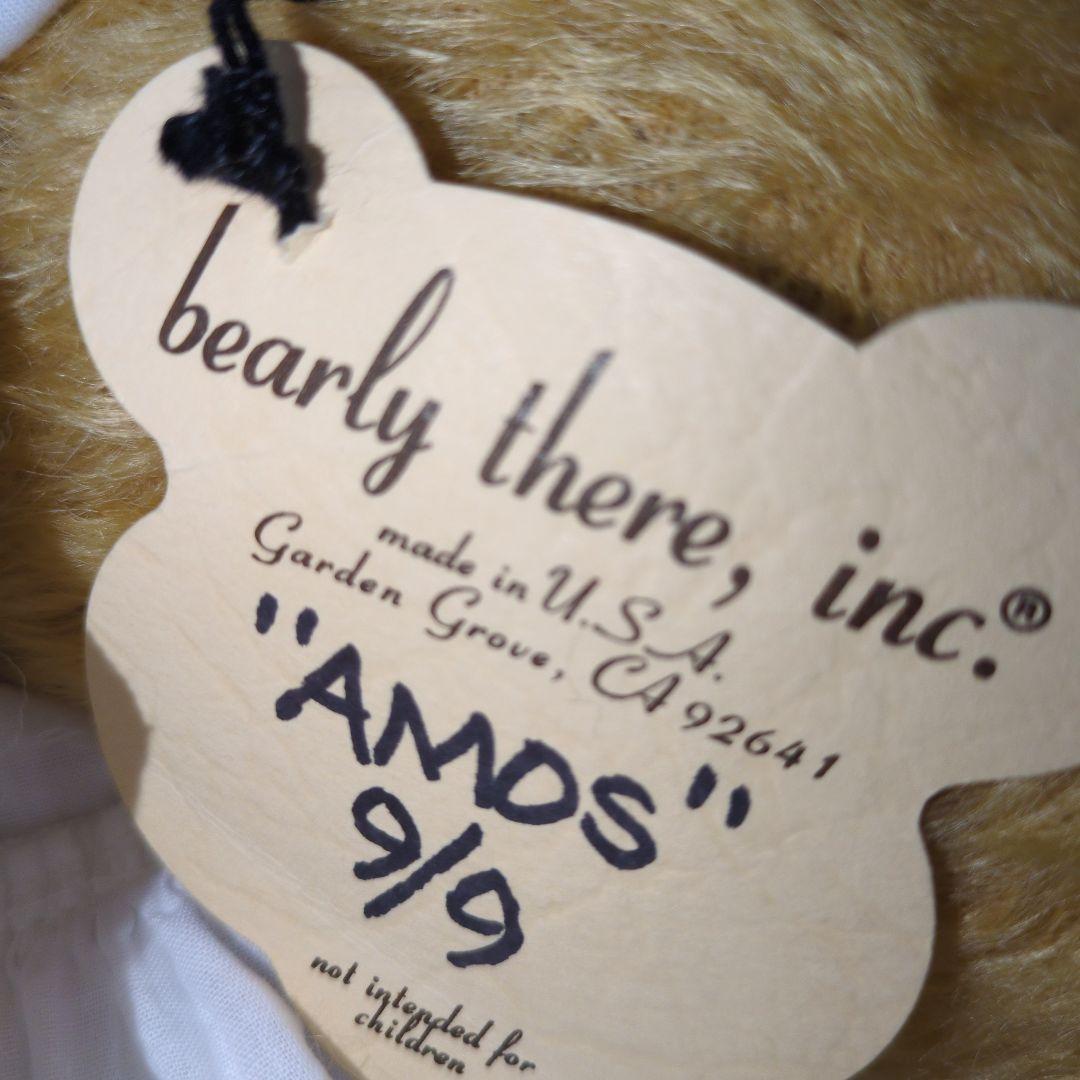 bearly there, inc.®
made in U.S.A.
Garden Grove, CA 92641
"AMOS"
9/9
not intended for
children